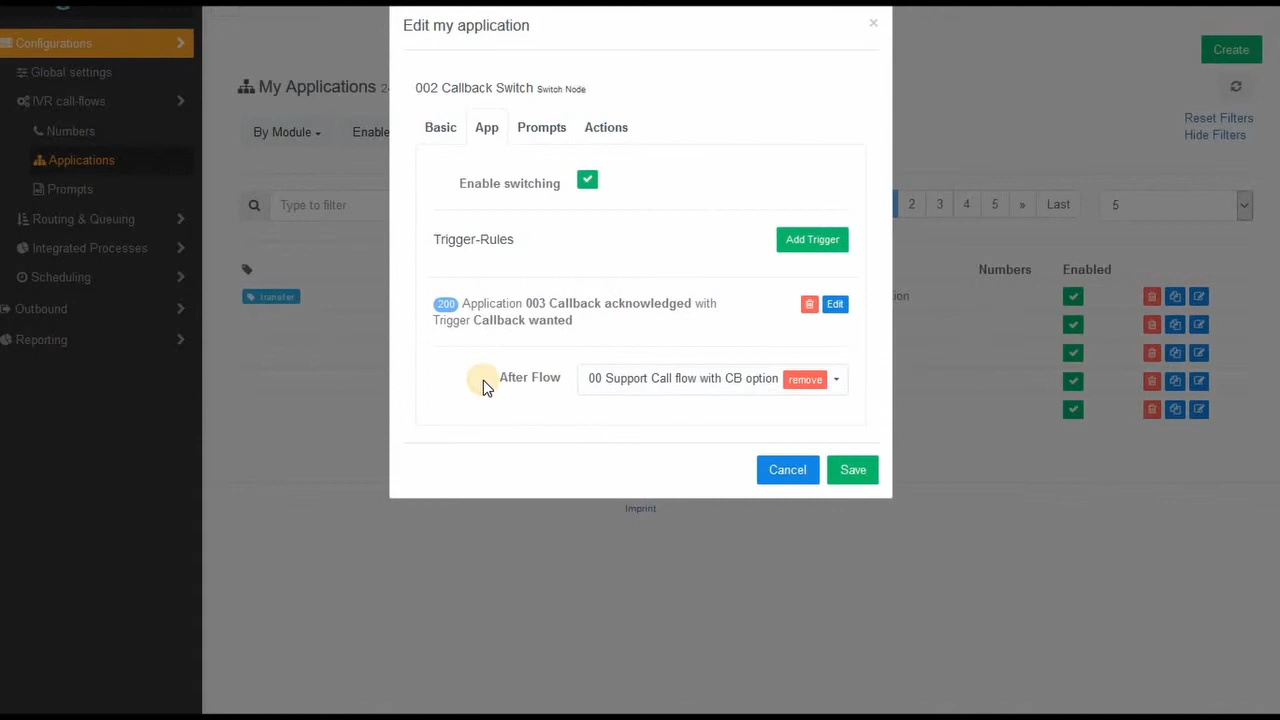 Edit my application
×
Configurations
Create
Global settings
002 Callback Switch Switch Node
My Applications
IVR call-flows
Reset Filters
Basic
App
Prompts
Actions
Numbers
By Module
Hide Filters
Applications
Enable switching
Prompts
Type to filter
2
3
4
5
»
Last
5
Routing & Queuing
Trigger-Rules
Add Trigger
Integrated Processes
Numbers
Enabled
Scheduling
transfer
200 Application 003 Callback acknowledged with
Trigger Callback wanted
Edit
Outbound
Reporting
After Flow
00 Support Call flow with CB option
remove
Cancel
Save
Imprint